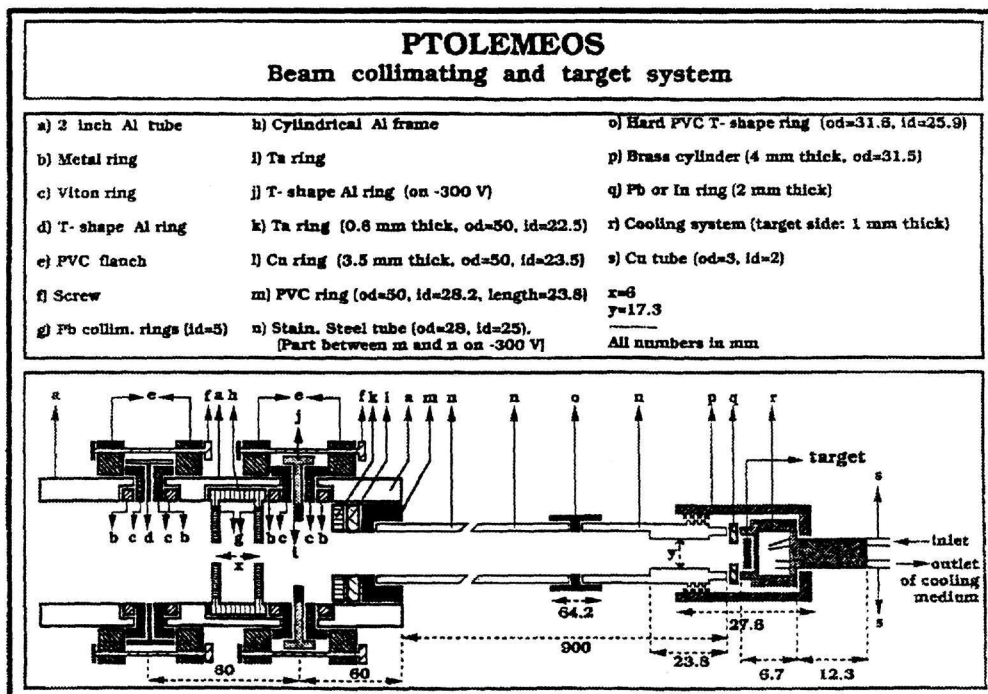 PTOLEMEOS
Beam collimating and target system
a) 2 inch Al tube
b) Metal ring
c) Viton ring
d) T- shape Al ring
e) PVC flanch
f) Screw
g) Pb collim. rings (id=5)
h) Cylindrical Al frame
i) Ta ring
j) T- shape Al ring (on -300 V)
k) Ta ring (0.8 mm thick, od=50, id=22.5)
l) Cu ring (3.5 mm thick, od=50, id=23.5)
m) PVC ring (od=50, id=28.2, length=23.8)
n) Stain. Steel tube (od=28, id=25),
[Part between m and n on -300 V]
o) Hard PVC T- shape ring (od=31.8, id=25.9)
p) Brass cylinder (4 mm thick, od=31.5)
q) Pb or In ring (2 mm thick)
r) Cooling system (target side: 1 mm thick)
s) Cu tube (od=3, id=2)
x=6
y=17.3
All numbers in mm
a e f a h e f k l a m n n o n p q r
j
target
s
b c d c b g b c i c b
x
y
inlet
outlet
of cooling
medium
s
64.2
27.8
900
23.8
6.7 12.3
80 60